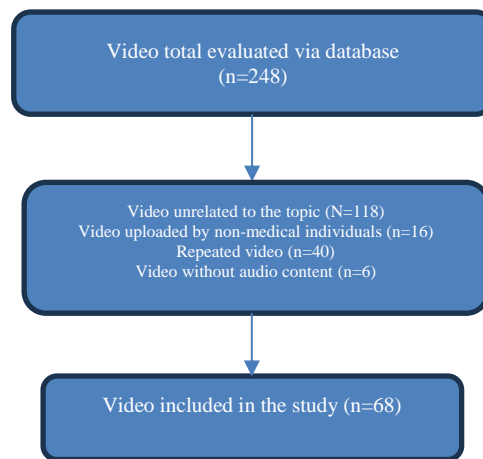 Video total evaluated via database
(n=248)
Video unrelated to the topic (N=118)
Video uploaded by non-medical individuals (n=16)
Repeated video (n=40)
Video without audio content (n=6)
Video included in the study (n=68)